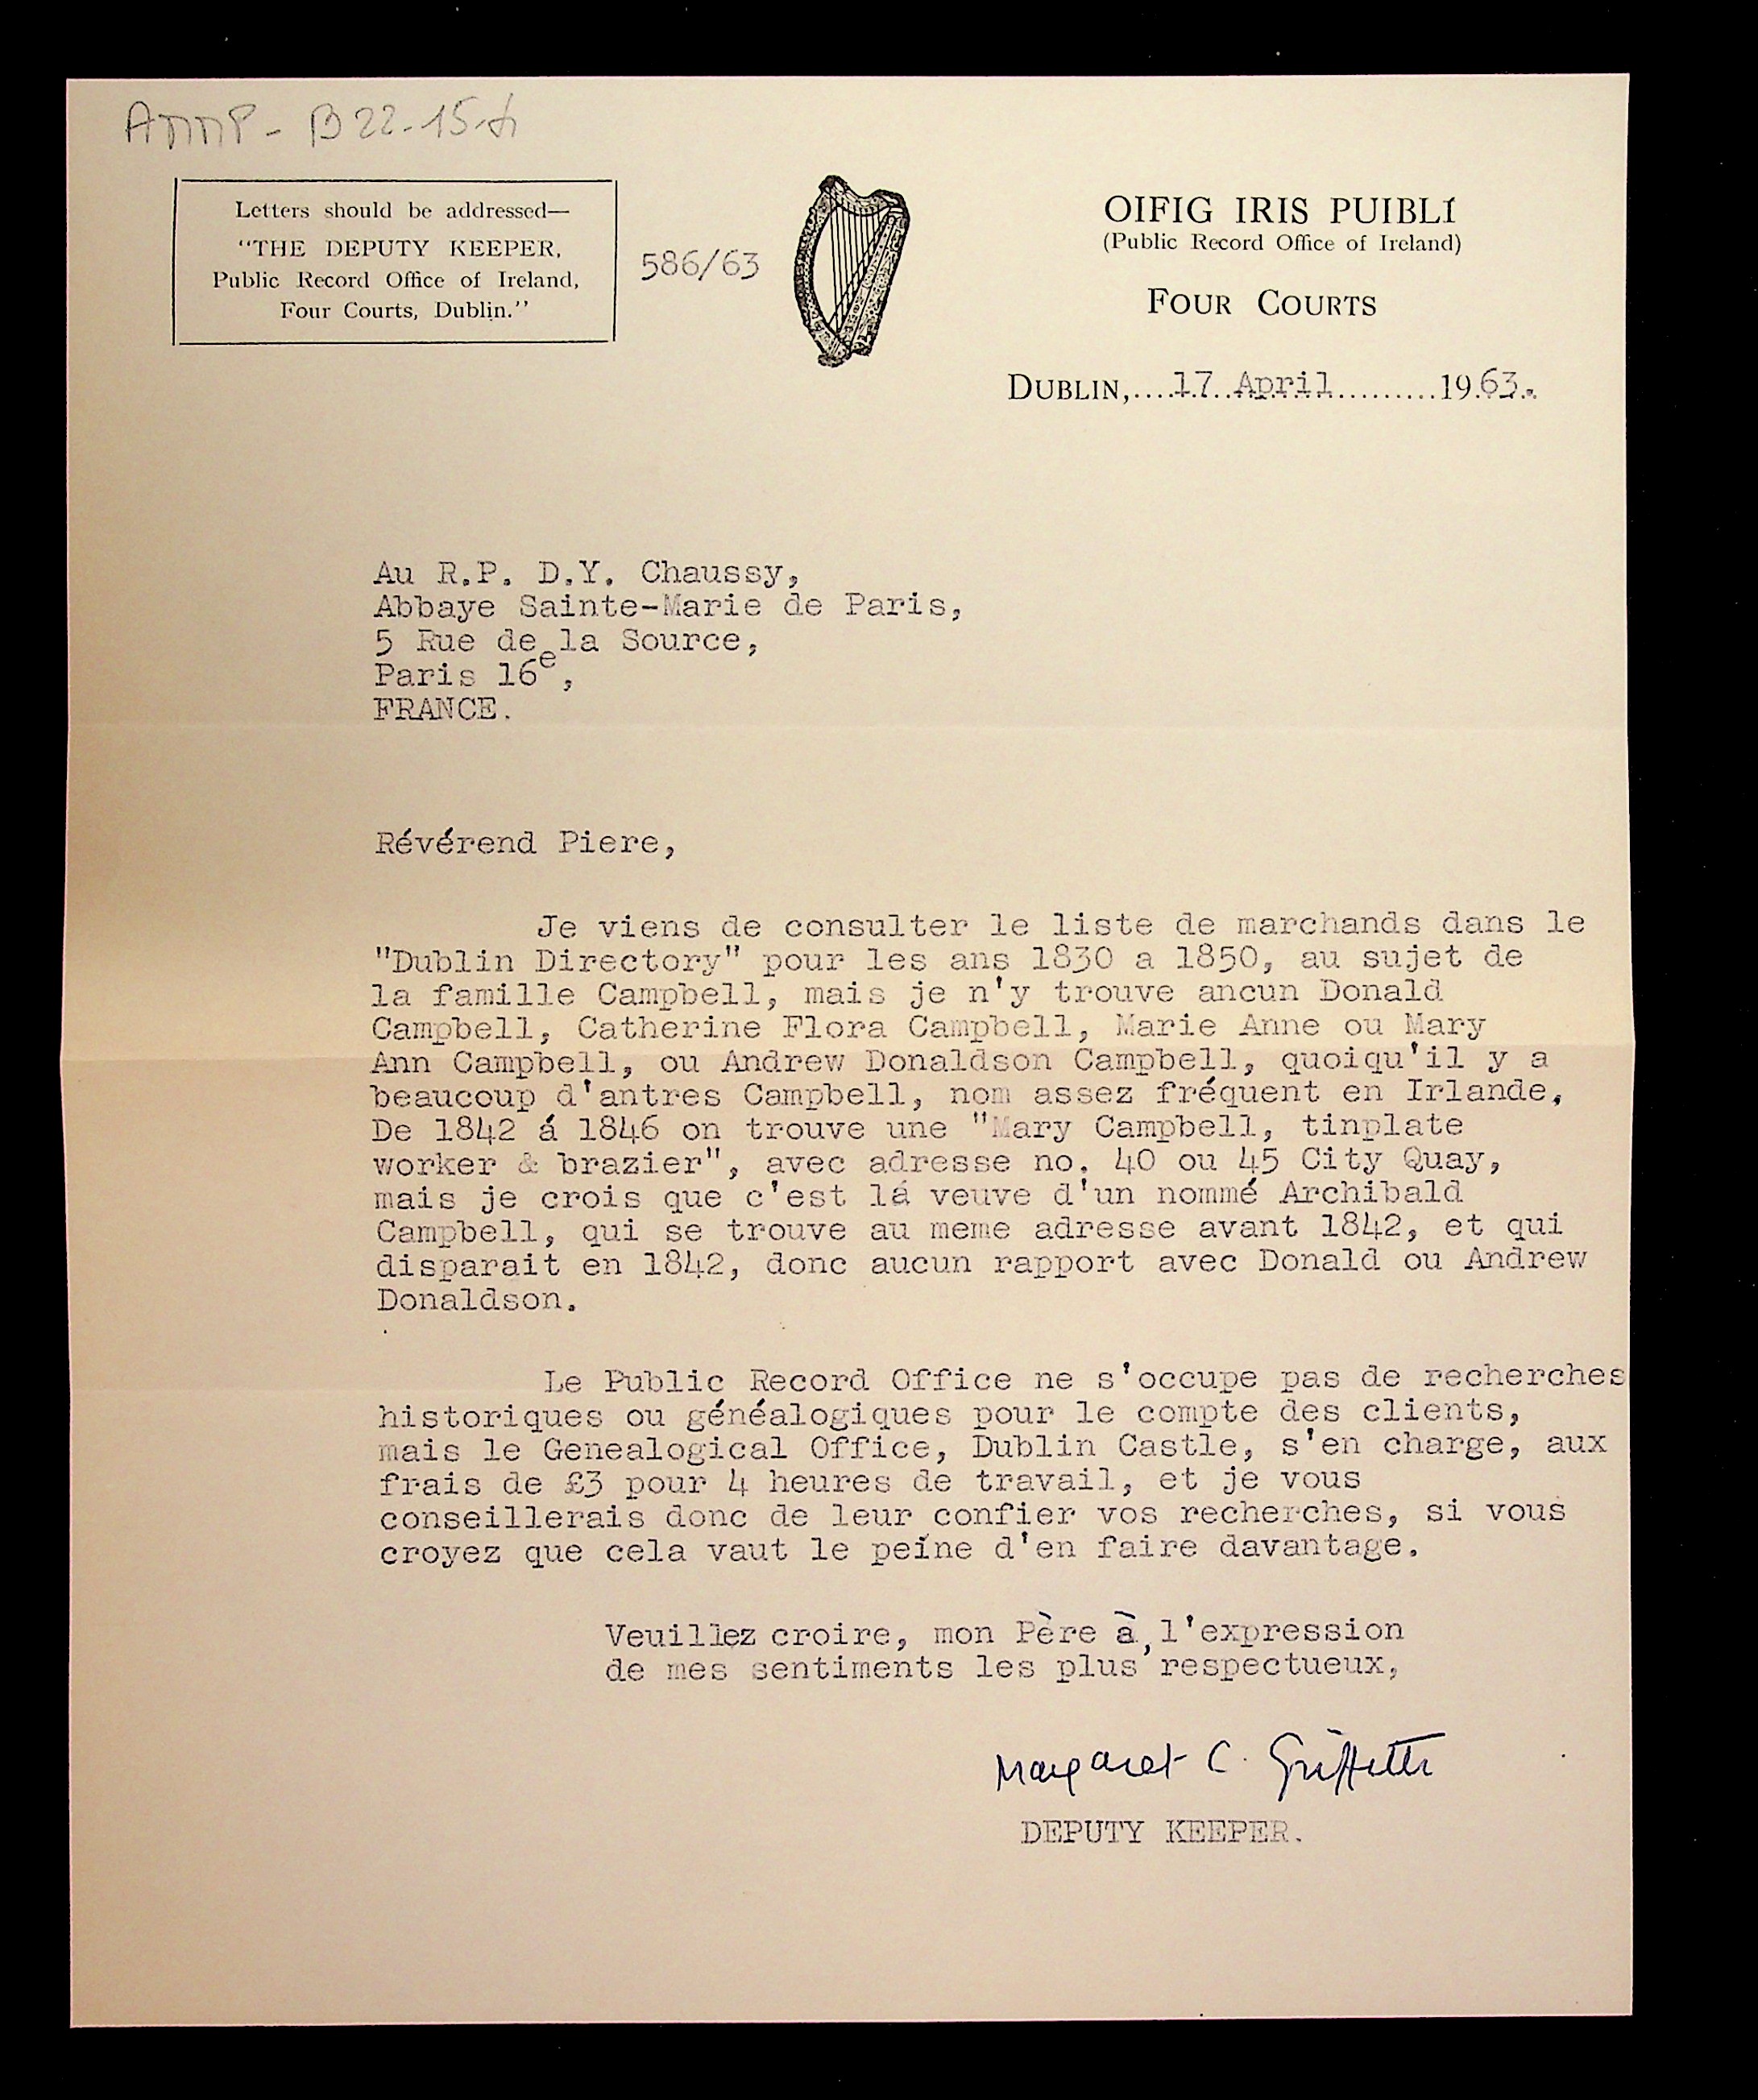 B 22-15-
Letters should be addressed—
"THE DEPUTY KEEPER,
Public Record Office of Ireland,
Four Courts, Dublin."
586/63
OIFIG IRIS PUIBLÍ
(Public Record Office of Ireland)
FOUR COURTS
DUBLIN,....17 April.........1963.
Au R.P. D.Y. Chaussy,
Abbaye Sainte-Marie de Paris,
5 Rue de la Source,
Paris 16e,
FRANCE.
Révérend Piere,
Je viens de consulter le liste de marchands dans le
"Dublin Directory" pour les ans 1830 a 1850, au sujet de
la famille Campbell, mais je n'y trouve ancun Donald
Campbell, Catherine Flora Campbell, Marie Anne ou Mary
Ann Campbell, ou Andrew Donaldson Campbell, quoiqu'il y a
beaucoup d'antres Campbell, nom assez fréquent en Irlande,
De 1842 á 1846 on trouve une "Mary Campbell, tinplate
worker & brazier", avec adresse no. 40 ou 45 City Quay,
mais je crois que c'est lá veuve d'un nommé Archibald
Campbell, qui se trouve au meme adresse avant 1842, et qui
disparait en 1842, donc aucun rapport avec Donald ou Andrew
Donaldson.
Le Public Record Office ne s'occupe pas de recherches
historiques ou généalogiques pour le compte des clients,
mais le Genealogical Office, Dublin Castle, s'en charge, aux
frais de £3 pour 4 heures de travail, et je vous
conseillerais donc de leur confier vos recherches, si vous
croyez que cela vaut le peine d'en faire davantage.
Veuillez croire, mon Père à, l'expression
de mes sentiments les plus respectueux,
Margaret C. Griffith
DEPUTY KEEPER.